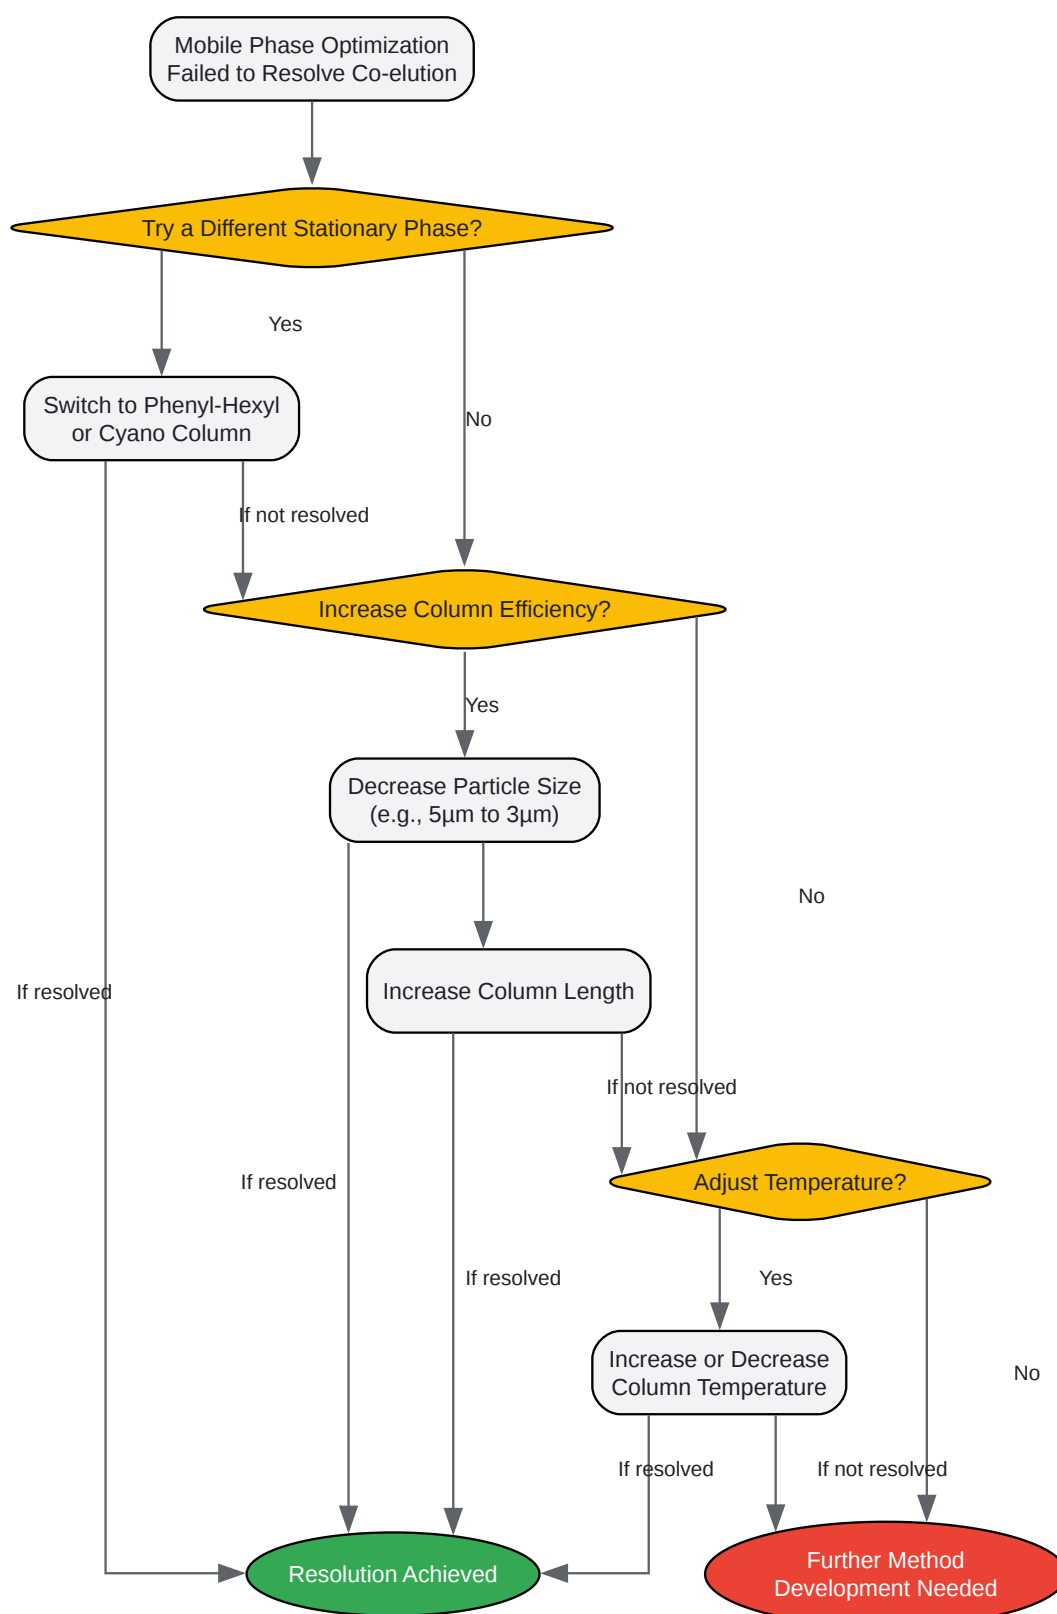 Mobile Phase Optimization
Failed to Resolve Co-elution
Try a Different Stationary Phase?
Yes
Switch to Phenyl-Hexyl
or Cyano Column
No
If not resolved
Increase Column Efficiency?
Yes
Decrease Particle Size
(e.g., 5µm to 3µm)
No
If resolved
Increase Column Length
If not resolved
If resolved
Adjust Temperature?
If resolved
Yes
Increase or Decrease
Column Temperature
No
If resolved
If not resolved
Resolution Achieved
Further Method
Development Needed